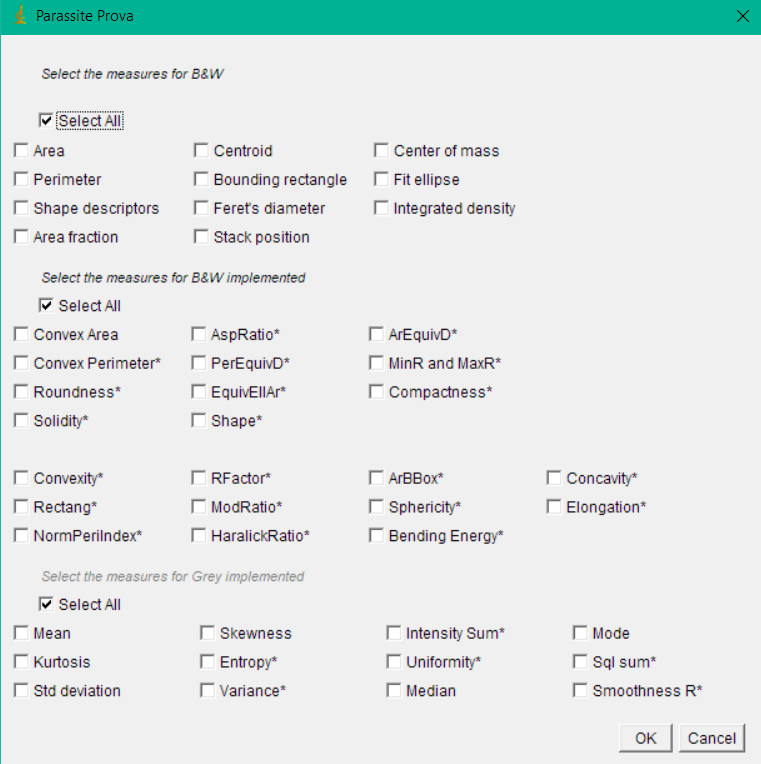 Parassite Prova
Select the measures for B&W
Select All
Area Centroid Center of mass
Perimeter Bounding rectangle Fit ellipse
Shape descriptors Feret's diameter Integrated density
Area fraction Stack position
Select the measures for B&W implemented
Select All
Convex Area AspRatio* ArEquivD*
Convex Perimeter* PerEquivD* MinR and MaxR*
Roundness* EquivEllAr* Compactness*
Solidity* Shape*
Convexity* RFactor* ArBBox* Concavity*
Rectang* ModRatio* Sphericity* Elongation*
NormPeriIndex* HaralickRatio* Bending Energy*
Select the measures for Grey implemented
Select All
Mean Skewness Intensity Sum* Mode
Kurtosis Entropy* Uniformity* Sql sum*
Std deviation Variance* Median Smoothness R*
OK Cancel